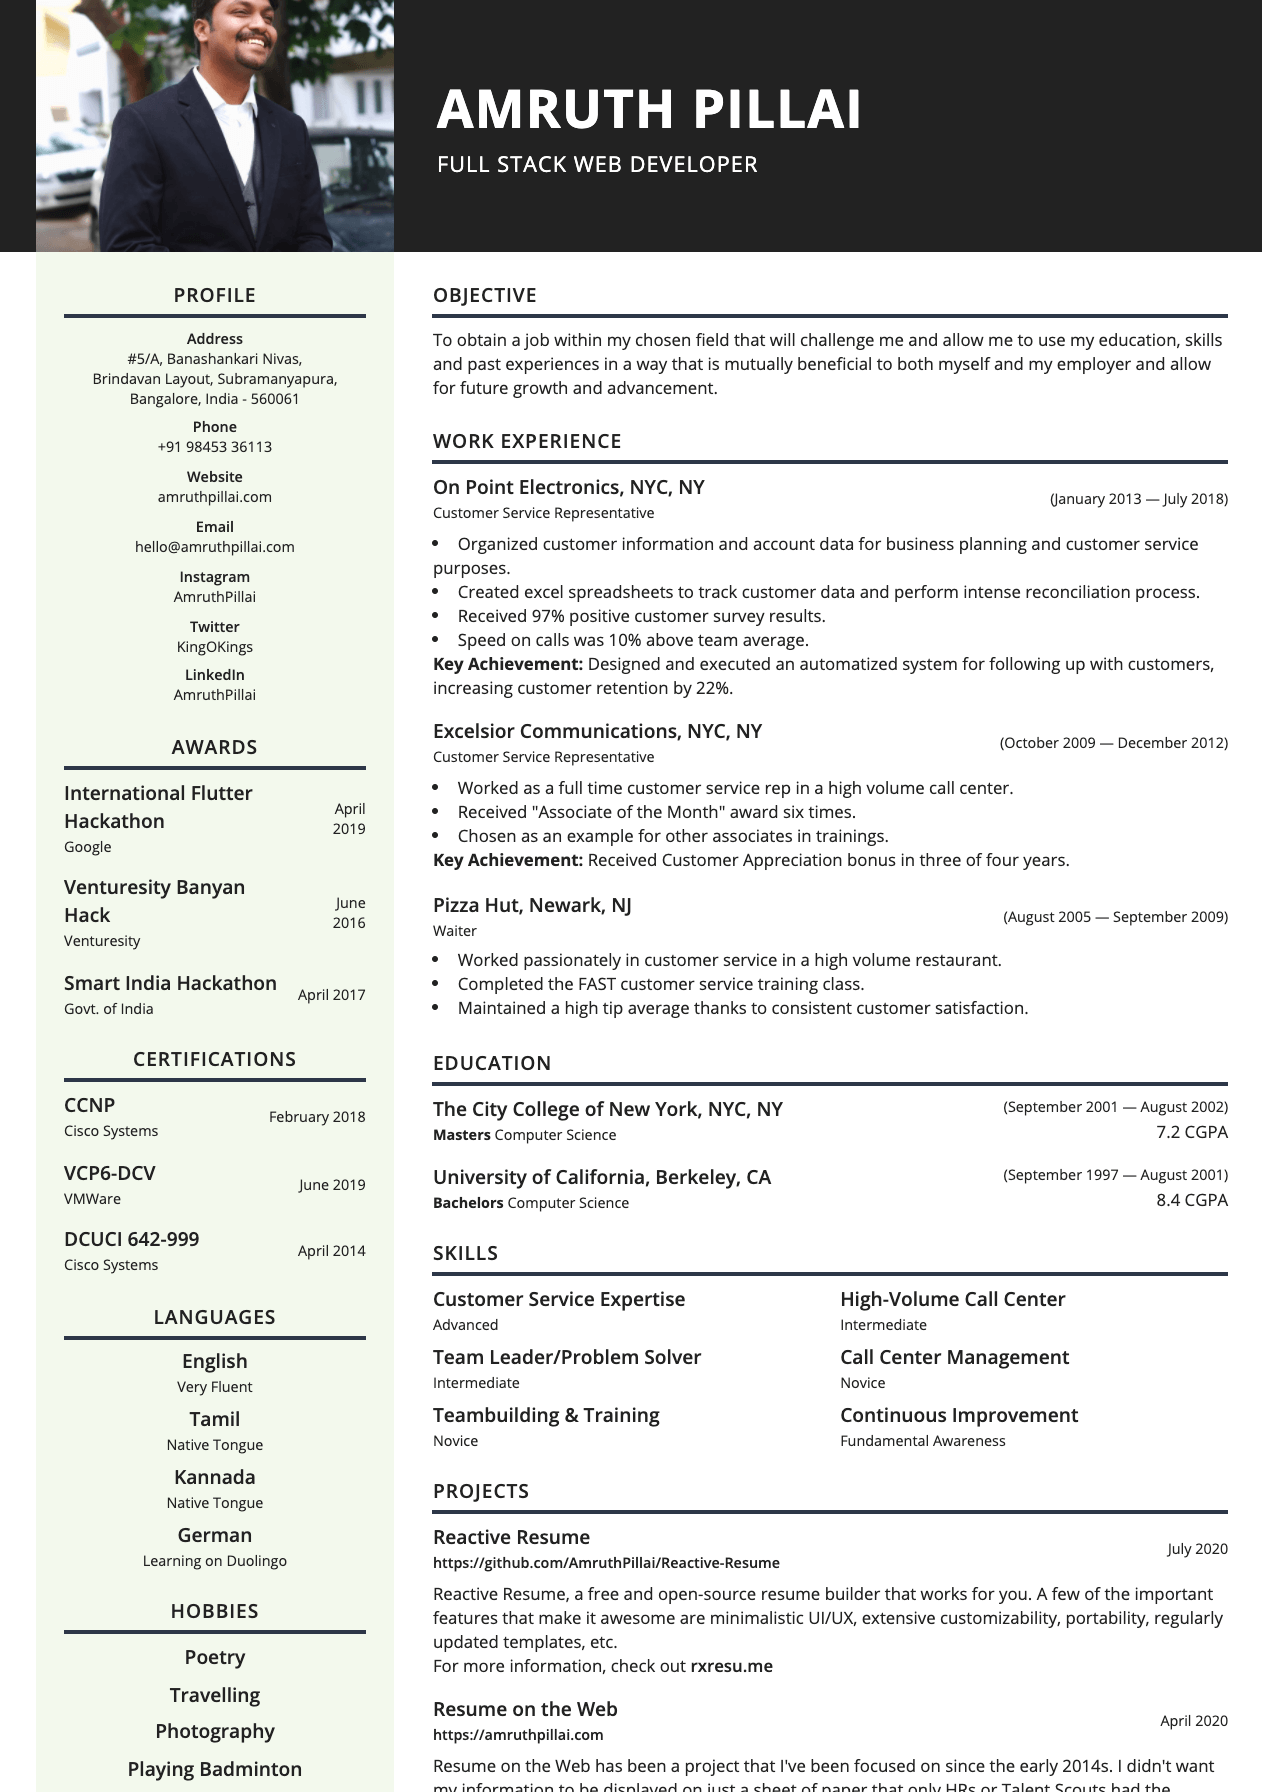 AMRUTH PILLAI
FULL STACK WEB DEVELOPER
PROFILE
Address
#5/A, Banashankari Nivas,
Brindavan Layout, Subramanyapura,
Bangalore, India - 560061
Phone
+91 98453 36113
Website
amruthpillai.com
Email
hello@amruthpillai.com
Instagram
AmruthPillai
Twitter
KingOKings
LinkedIn
AmruthPillai
AWARDS
International Flutter
Hackathon
April
2019
Google
Venturesity Banyan
Hack
June
2016
Venturesity
Smart India Hackathon
April 2017
Govt. of India
CERTIFICATIONS
CCNP
February 2018
Cisco Systems
VCP6-DCV
June 2019
VMWare
DCUCI 642-999
April 2014
Cisco Systems
LANGUAGES
English
Very Fluent
Tamil
Native Tongue
Kannada
Native Tongue
German
Learning on Duolingo
HOBBIES
Poetry
Travelling
Photography
Playing Badminton
OBJECTIVE
To obtain a job within my chosen field that will challenge me and allow me to use my education, skills
and past experiences in a way that is mutually beneficial to both myself and my employer and allow
for future growth and advancement.
WORK EXPERIENCE
On Point Electronics, NYC, NY
(January 2013 — July 2018)
Customer Service Representative
• Organized customer information and account data for business planning and customer service
purposes.
• Created excel spreadsheets to track customer data and perform intense reconciliation process.
• Received 97% positive customer survey results.
• Speed on calls was 10% above team average.
Key Achievement: Designed and executed an automatized system for following up with customers,
increasing customer retention by 22%.
Excelsior Communications, NYC, NY
(October 2009 — December 2012)
Customer Service Representative
• Worked as a full time customer service rep in a high volume call center.
• Received "Associate of the Month" award six times.
• Chosen as an example for other associates in trainings.
Key Achievement: Received Customer Appreciation bonus in three of four years.
Pizza Hut, Newark, NJ
(August 2005 — September 2009)
Waiter
• Worked passionately in customer service in a high volume restaurant.
• Completed the FAST customer service training class.
• Maintained a high tip average thanks to consistent customer satisfaction.
EDUCATION
The City College of New York, NYC, NY
(September 2001 — August 2002)
Masters Computer Science
7.2 CGPA
University of California, Berkeley, CA
(September 1997 — August 2001)
Bachelors Computer Science
8.4 CGPA
SKILLS
Customer Service Expertise
Advanced
High-Volume Call Center
Intermediate
Team Leader/Problem Solver
Intermediate
Call Center Management
Novice
Teambuilding & Training
Novice
Continuous Improvement
Fundamental Awareness
PROJECTS
Reactive Resume
July 2020
https://github.com/AmruthPillai/Reactive-Resume
Reactive Resume, a free and open-source resume builder that works for you. A few of the important
features that make it awesome are minimalistic UI/UX, extensive customizability, portability, regularly
updated templates, etc.
For more information, check out rxresu.me
Resume on the Web
April 2020
https://amruthpillai.com
Resume on the Web has been a project that I've been focused on since the early 2014s. I didn't want
my information to be displayed on just a sheet of paper that only HRs or Talent Scouts had the